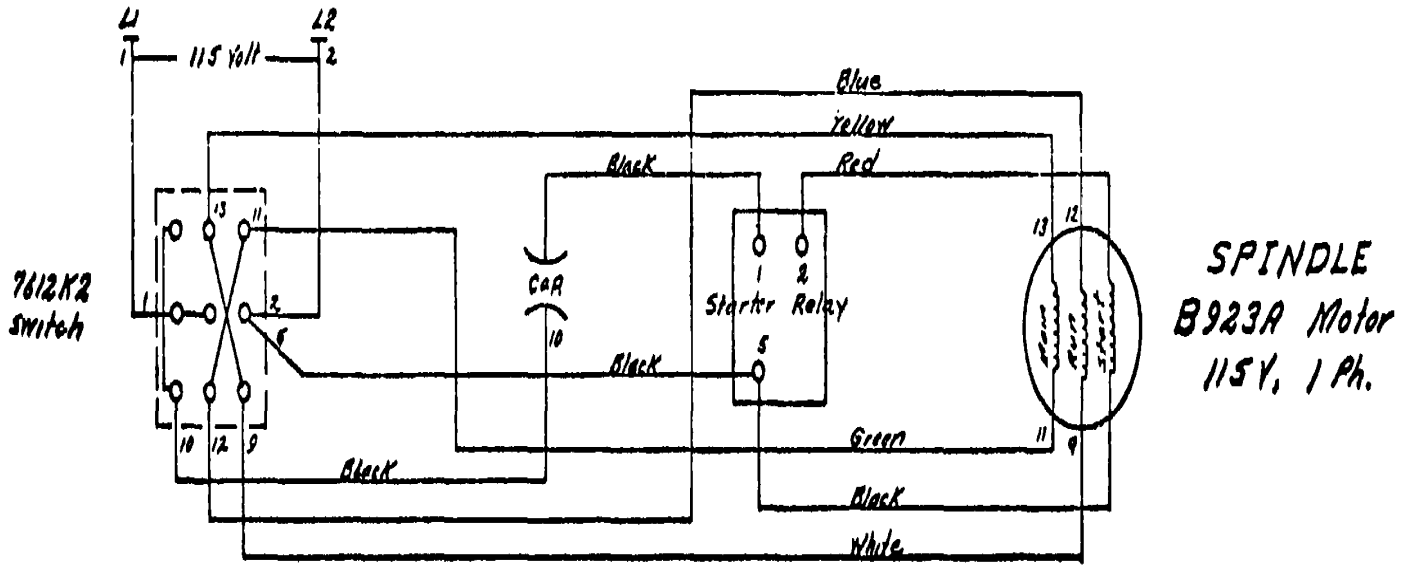 L1 L2
1 115 Volt 2
Blue
Yellow
Black Red
13 11
13 12
1 2
Starter Relay
CAP
7612K2
Switch
1 2
5
10
Black
5
Run Run Start
SPINDLE
B923A Motor
115V, 1 Ph.
10 12 9
Green
11 9
Black
Black
White